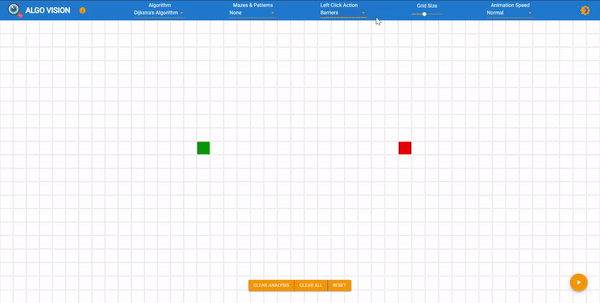 ALGO VISION
Algorithm
Dijkstra's Algorithm
Mazes & Patterns
None
Left Click Action
Barriers
Grid Size
Animation Speed
Normal
CLEAR ANALYSIS
CLEAR ALL
RESET